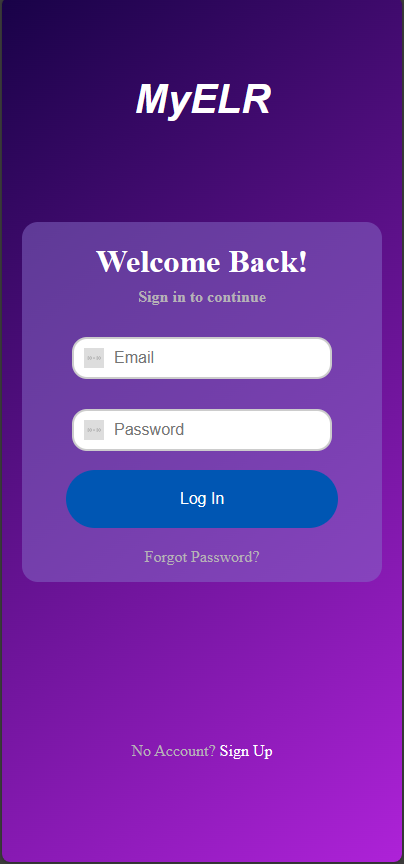 MyELR
Welcome Back!
Sign in to continue
Email
Password
Log In
Forgot Password?
No Account? Sign Up